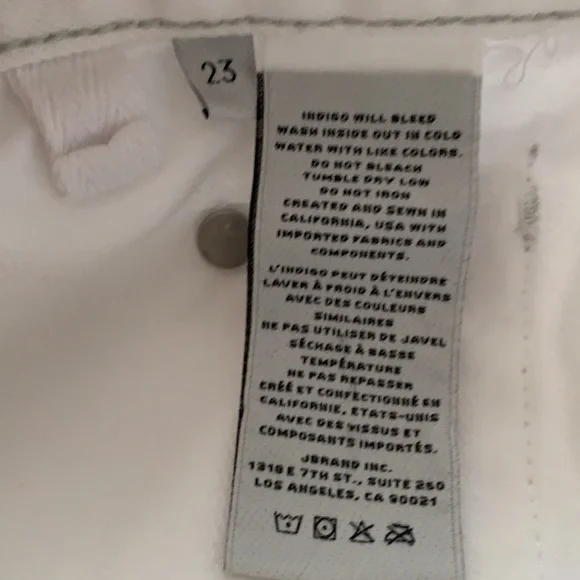 23
INDIGO WILL BLEED
WASH INSIDE OUT IN COLD
WATER WITH LIKE COLORS.
DO NOT BLEACH
TUMBLE DRY LOW
DO NOT IRON
CREATED AND SEWN IN
CALIFORNIA, USA WITH
IMPORTED FABRICS AND
COMPONENTS.
L'INDIGO PEUT DÉTEINDRE
LAVER À FROID À L'ENVERS
AVEC DES COULEURS
SIMILAIRES
NE PAS UTILISER DE JAVEL
SÉCHAGE À BASSE
TEMPÉRATURE
NE PAS REPASSER
CRÉÉ ET CONFECTIONNÉ EN
CALIFORNIE, ETATS-UNIS
AVEC DES TISSUS ET
COMPOSANTS IMPORTÉS.
JBRAND INC.
1318 E 7TH ST., SUITE 260
LOS ANGELES, CA 90021